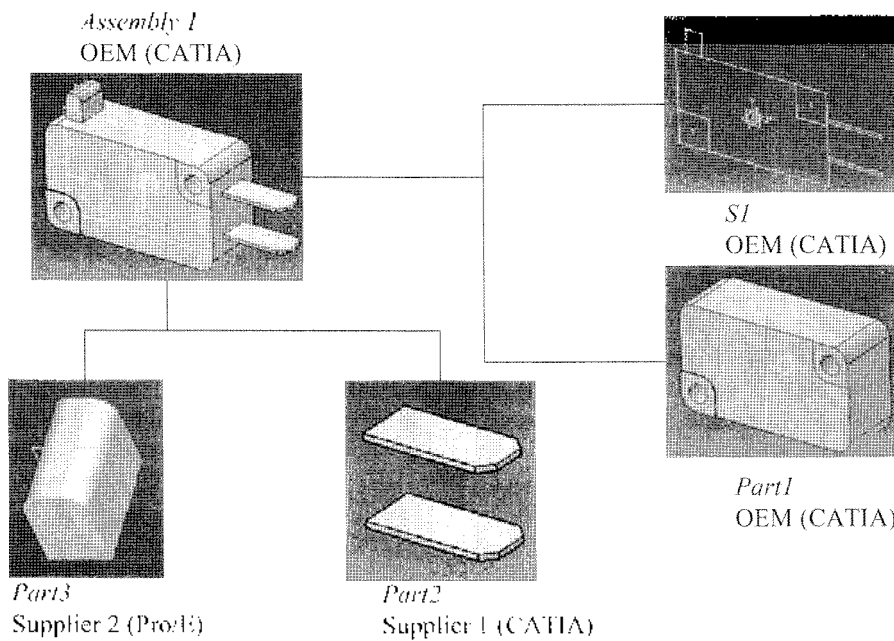 Assembly 1
OEM (CATIA)
S1
OEM (CATIA)
Part1
OEM (CATIA)
Part3
Supplier 2 (Pro/E)
Part2
Supplier 1 (CATIA)